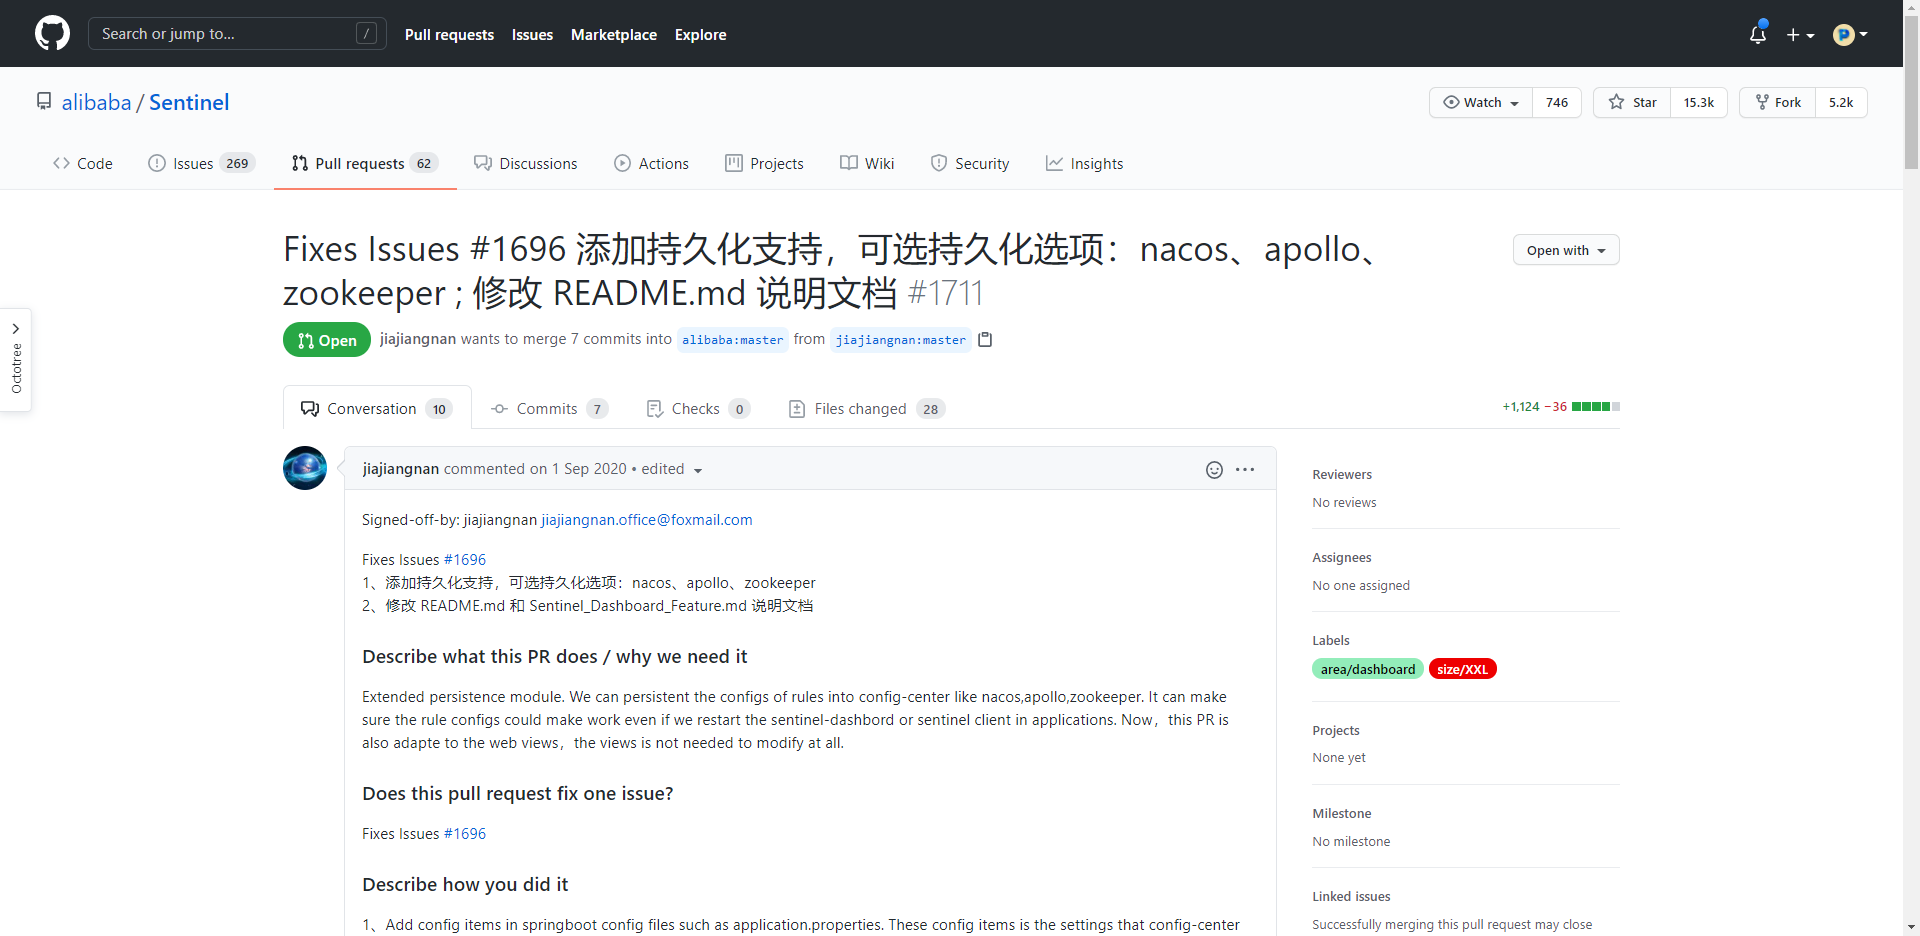 Search or jump to...
/
Pull requests
Issues
Marketplace
Explore
alibaba / Sentinel
Watch 746
Star 15.3k
Fork 5.2k
Code
Issues 269
Pull requests 62
Discussions
Actions
Projects
Wiki
Security
Insights
Fixes Issues #1696 添加持久化支持，可选持久化选项：nacos、apollo、
zookeeper ; 修改 README.md 说明文档 #1711
Open with
Open
jiajiangnan wants to merge 7 commits into alibaba:master from jiajiangnan:master
Octotree
Conversation 10
Commits 7
Checks 0
Files changed 28
+1,124 −36
jiajiangnan commented on 1 Sep 2020 • edited
Signed-off-by: jiajiangnan jiajiangnan.office@foxmail.com
Fixes Issues #1696
1、添加持久化支持，可选持久化选项：nacos、apollo、zookeeper
2、修改 README.md 和 Sentinel_Dashboard_Feature.md 说明文档
Describe what this PR does / why we need it
Extended persistence module. We can persistent the configs of rules into config-center like nacos,apollo,zookeeper. It can make
sure the rule configs could make work even if we restart the sentinel-dashbord or sentinel client in applications. Now，this PR is
also adapte to the web views，the views is not needed to modify at all.
Does this pull request fix one issue?
Fixes Issues #1696
Describe how you did it
1、Add config items in springboot config files such as application.properties. These config items is the settings that config-center
Reviewers
No reviews
Assignees
No one assigned
Labels
area/dashboard
size/XXL
Projects
None yet
Milestone
No milestone
Linked issues
Successfully merging this pull request may close